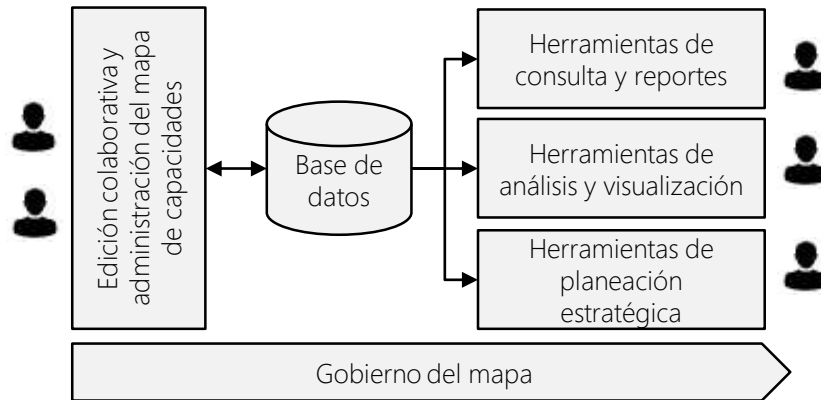 Edición colaborativa y
administración del mapa
de capacidades
Base de
datos
Herramientas de
consulta y reportes
Herramientas de
análisis y visualización
Herramientas de
planeación
estratégica
Gobierno del mapa